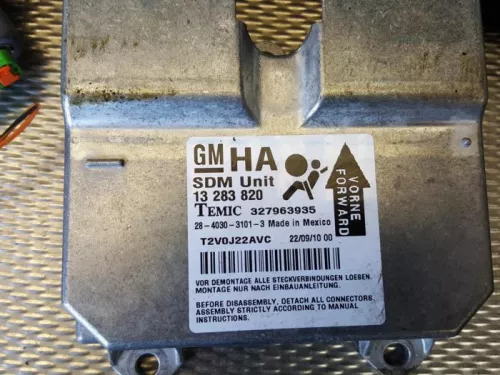 GM HA
SDM Unit
13 283 820
TEMIC 327963935
28-4030-3101-3 Made in Mexico
T2V0J22AVC 22/09/10 00
VORNE
FORWARD
VOR DEMONTAGE ALLE STECKVERBINDUNGEN LOESEN.
MONTAGE NUR NACH EINBAUANLEITUNG.
BEFORE DISASSEMBLY, DETACH ALL CONNECTORS.
ASSEMBLY STRICTLY ACCORDING TO MANUAL
INSTRUCTIONS.